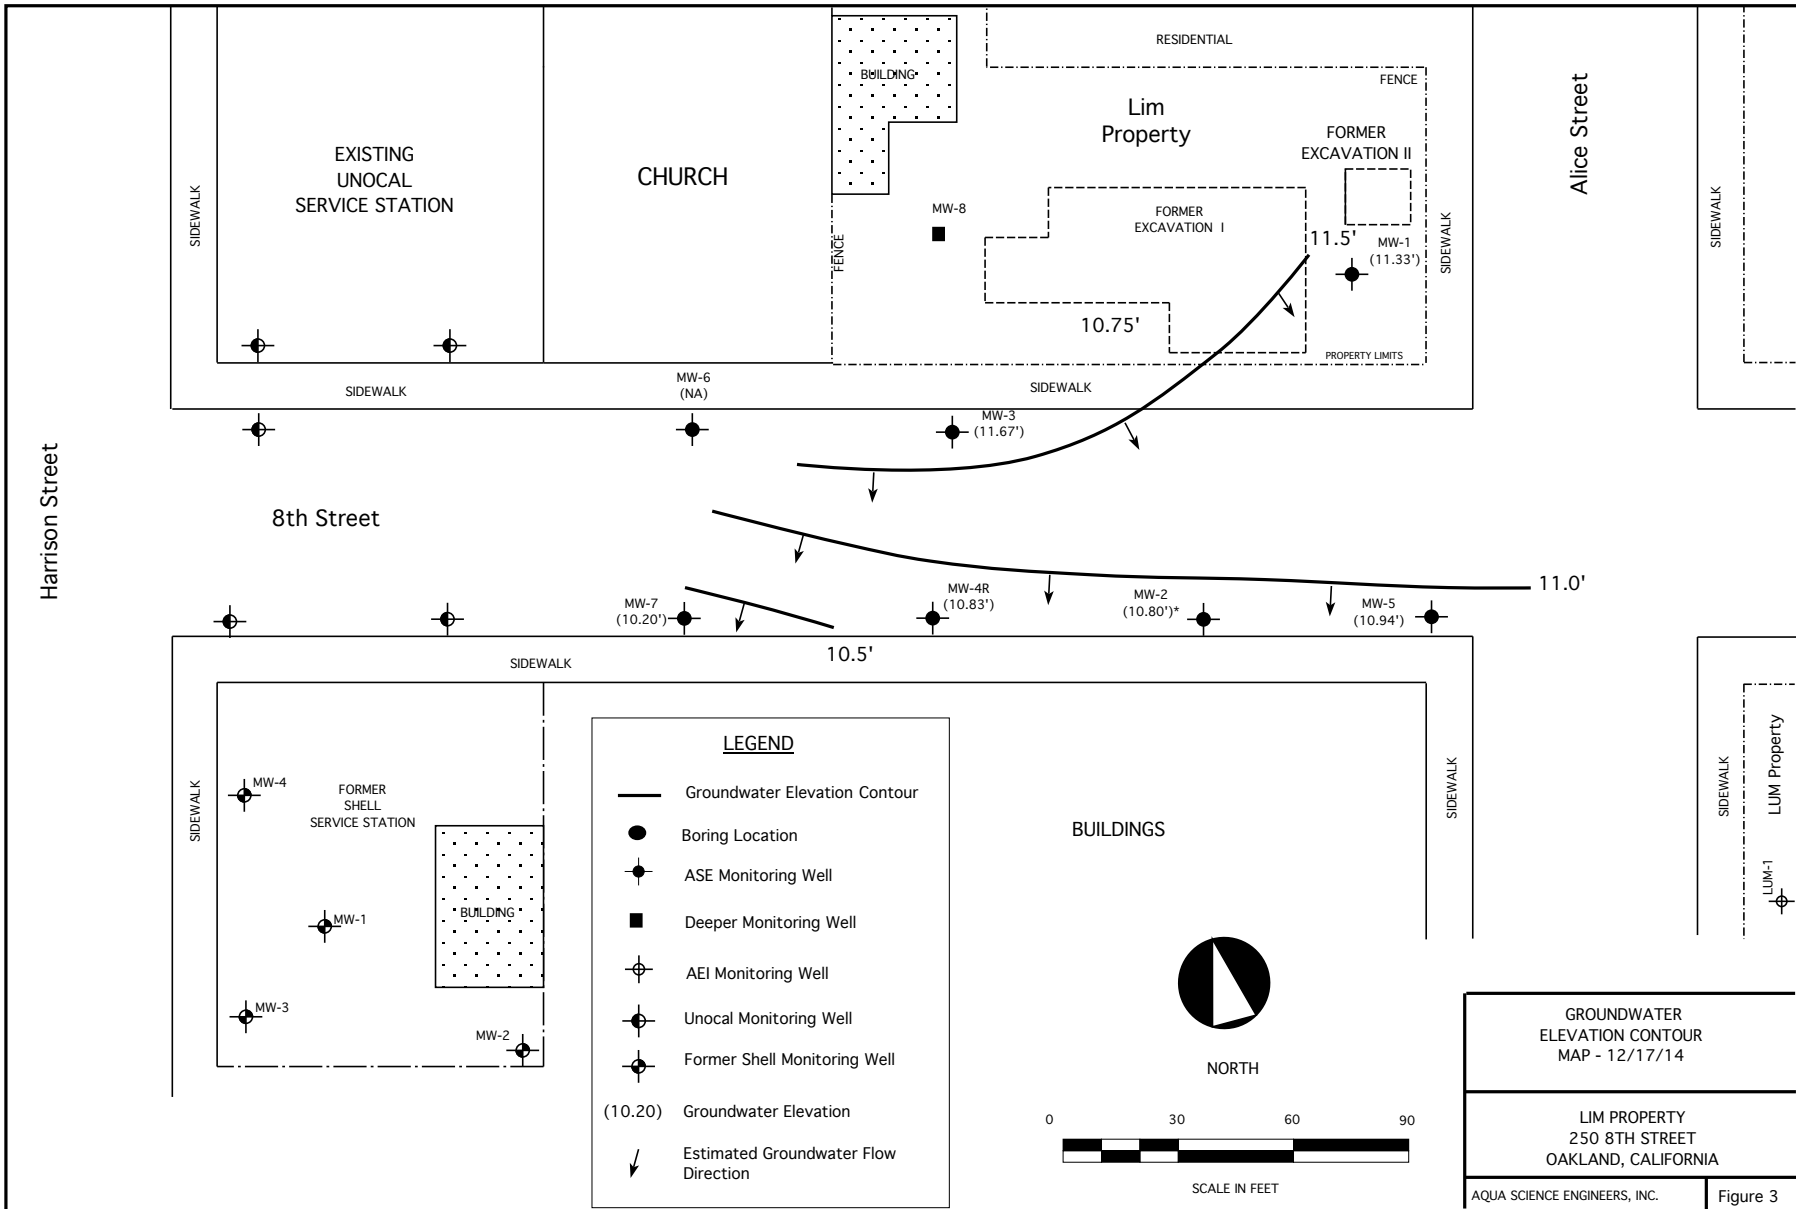 RESIDENTIAL
FENCE
BUILDING
Lim
Property
FORMER
EXCAVATION II
Alice Street
EXISTING
UNOCAL
SERVICE STATION
CHURCH
SIDEWALK
SIDEWALK
SIDEWALK
MW-8
FORMER
EXCAVATION I
FENCE
11.5'
MW-1
(11.33')
10.75'
PROPERTY LIMITS
SIDEWALK
MW-6
(NA)
SIDEWALK
MW-3
(11.67')
Harrison Street
8th Street
11.0'
MW-7
(10.20')
MW-4R
(10.83')
MW-2
(10.80')*
MW-5
(10.94')
10.5'
SIDEWALK
LEGEND
Groundwater Elevation Contour
Boring Location
ASE Monitoring Well
Deeper Monitoring Well
AEI Monitoring Well
Unocal Monitoring Well
Former Shell Monitoring Well
(10.20) Groundwater Elevation
Estimated Groundwater Flow
Direction
SIDEWALK
MW-4
FORMER
SHELL
SERVICE STATION
BUILDING
MW-1
MW-3
MW-2
BUILDINGS
SIDEWALK
SIDEWALK
LUM Property
LUM-1
NORTH
0 30 60 90
SCALE IN FEET
GROUNDWATER
ELEVATION CONTOUR
MAP - 12/17/14
LIM PROPERTY
250 8TH STREET
OAKLAND, CALIFORNIA
AQUA SCIENCE ENGINEERS, INC.
Figure 3